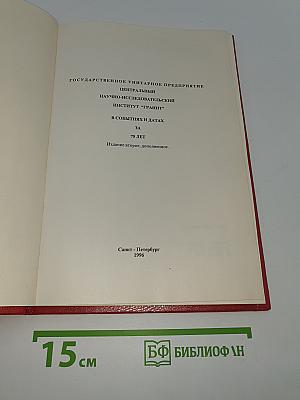 ГОСУДАРСТВЕННОЕ УНИТАРНОЕ ПРЕДПРИЯТИЕ
ЦЕНТРАЛЬНЫЙ
НАУЧНО-ИССЛЕДОВАТЕЛЬСКИЙ
ИНСТИТУТ "ГРАНИТ"
В СОБЫТИЯХ И ДАТАХ
ЗА
75 ЛЕТ
Издание второе, дополненное.
Санкт - Петербург
1996
15 см
БФ БИБЛИОФАН